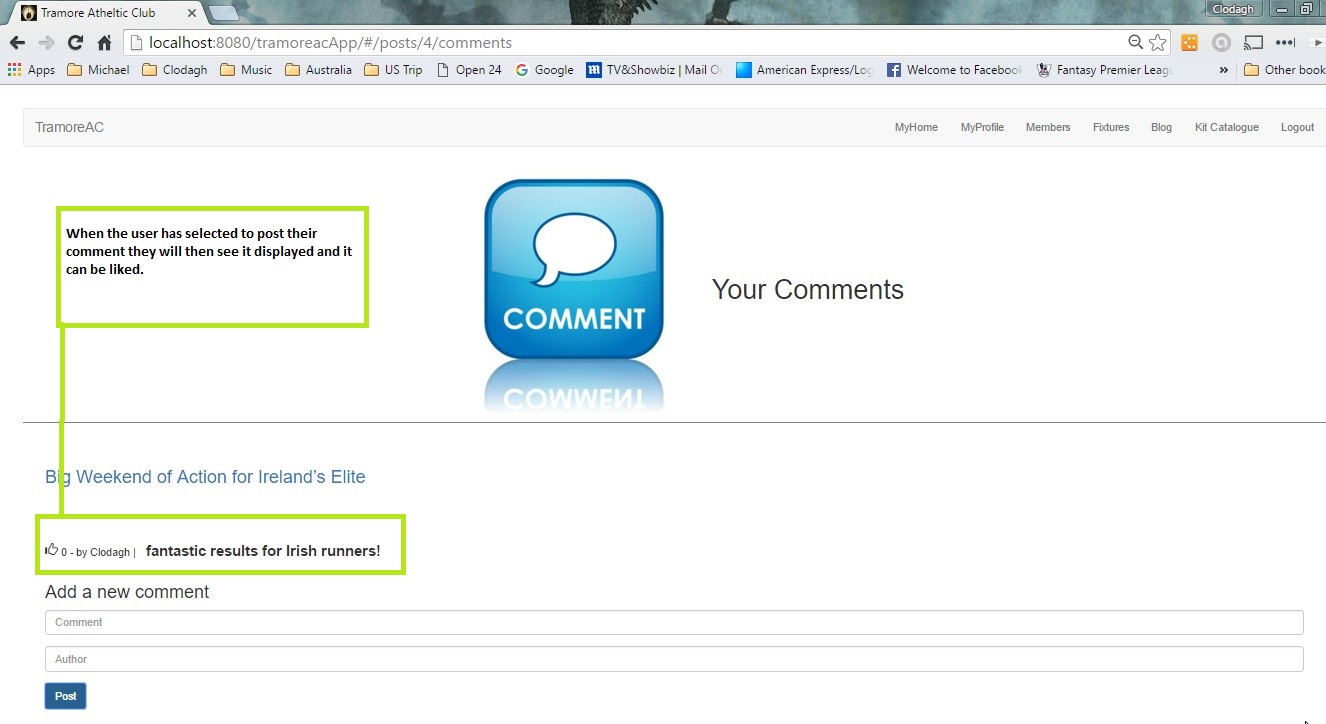 Tramore Atheltic Club
Clodagh
localhost:8080/tramoreacApp/#/posts/4/comments
Apps Michael Clodagh Music Australia US Trip Open 24 Google TV&Showbiz | Mail On American Express/Log Welcome to Facebook Fantasy Premier Leagu » Other book
TramoreAC MyHome MyProfile Members Fixtures Blog Kit Catalogue Logout
When the user has selected to post their
comment they will then see it displayed and it
can be liked.
COMMENT
Your Comments
Big Weekend of Action for Ireland’s Elite
0 - by Clodagh | fantastic results for Irish runners!
Add a new comment
Comment
Author
Post